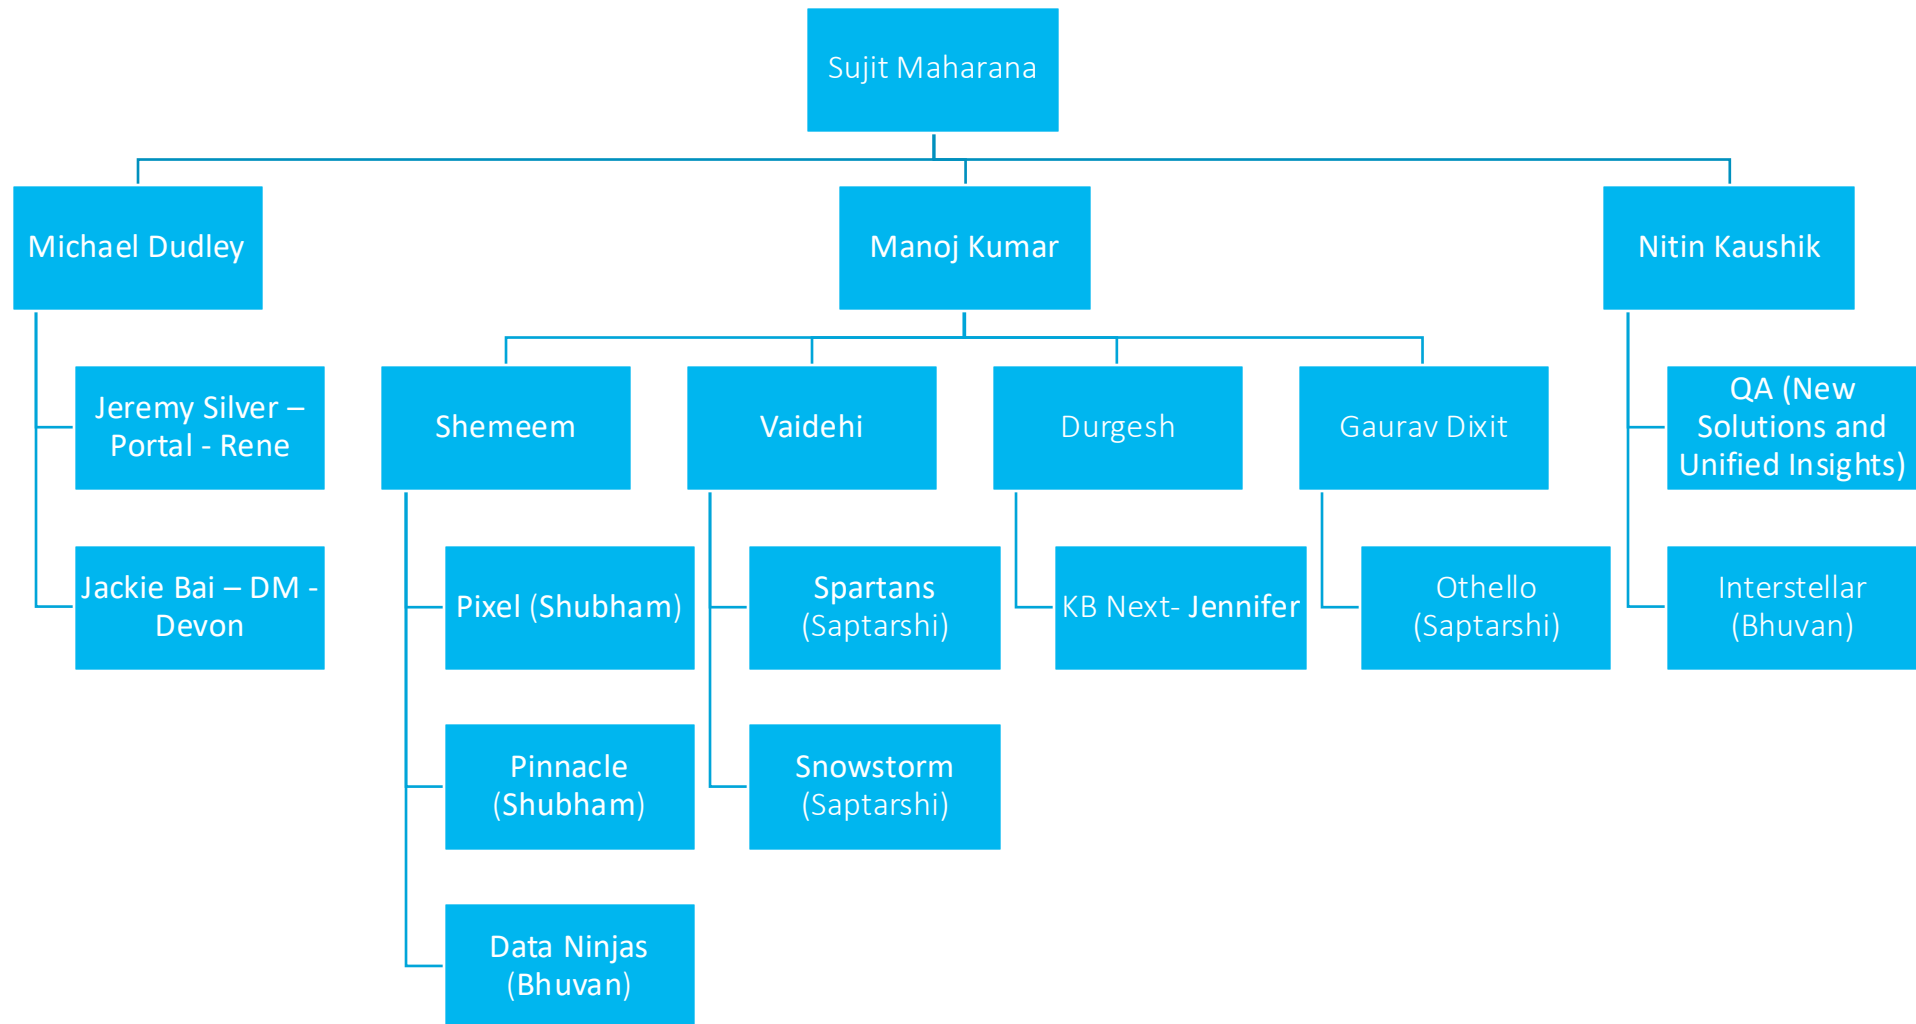 Sujit Maharana
Michael Dudley
Manoj Kumar
Nitin Kaushik
Jeremy Silver –
Portal - Rene
Jackie Bai – DM -
Devon
Shemeem
Pixel (Shubham)
Pinnacle
(Shubham)
Data Ninjas
(Bhuvan)
Vaidehi
Spartans
(Saptarshi)
Snowstorm
(Saptarshi)
Durgesh
KB Next- Jennifer
Gaurav Dixit
Othello
(Saptarshi)
QA (New
Solutions and
Unified Insights)
Interstellar
(Bhuvan)